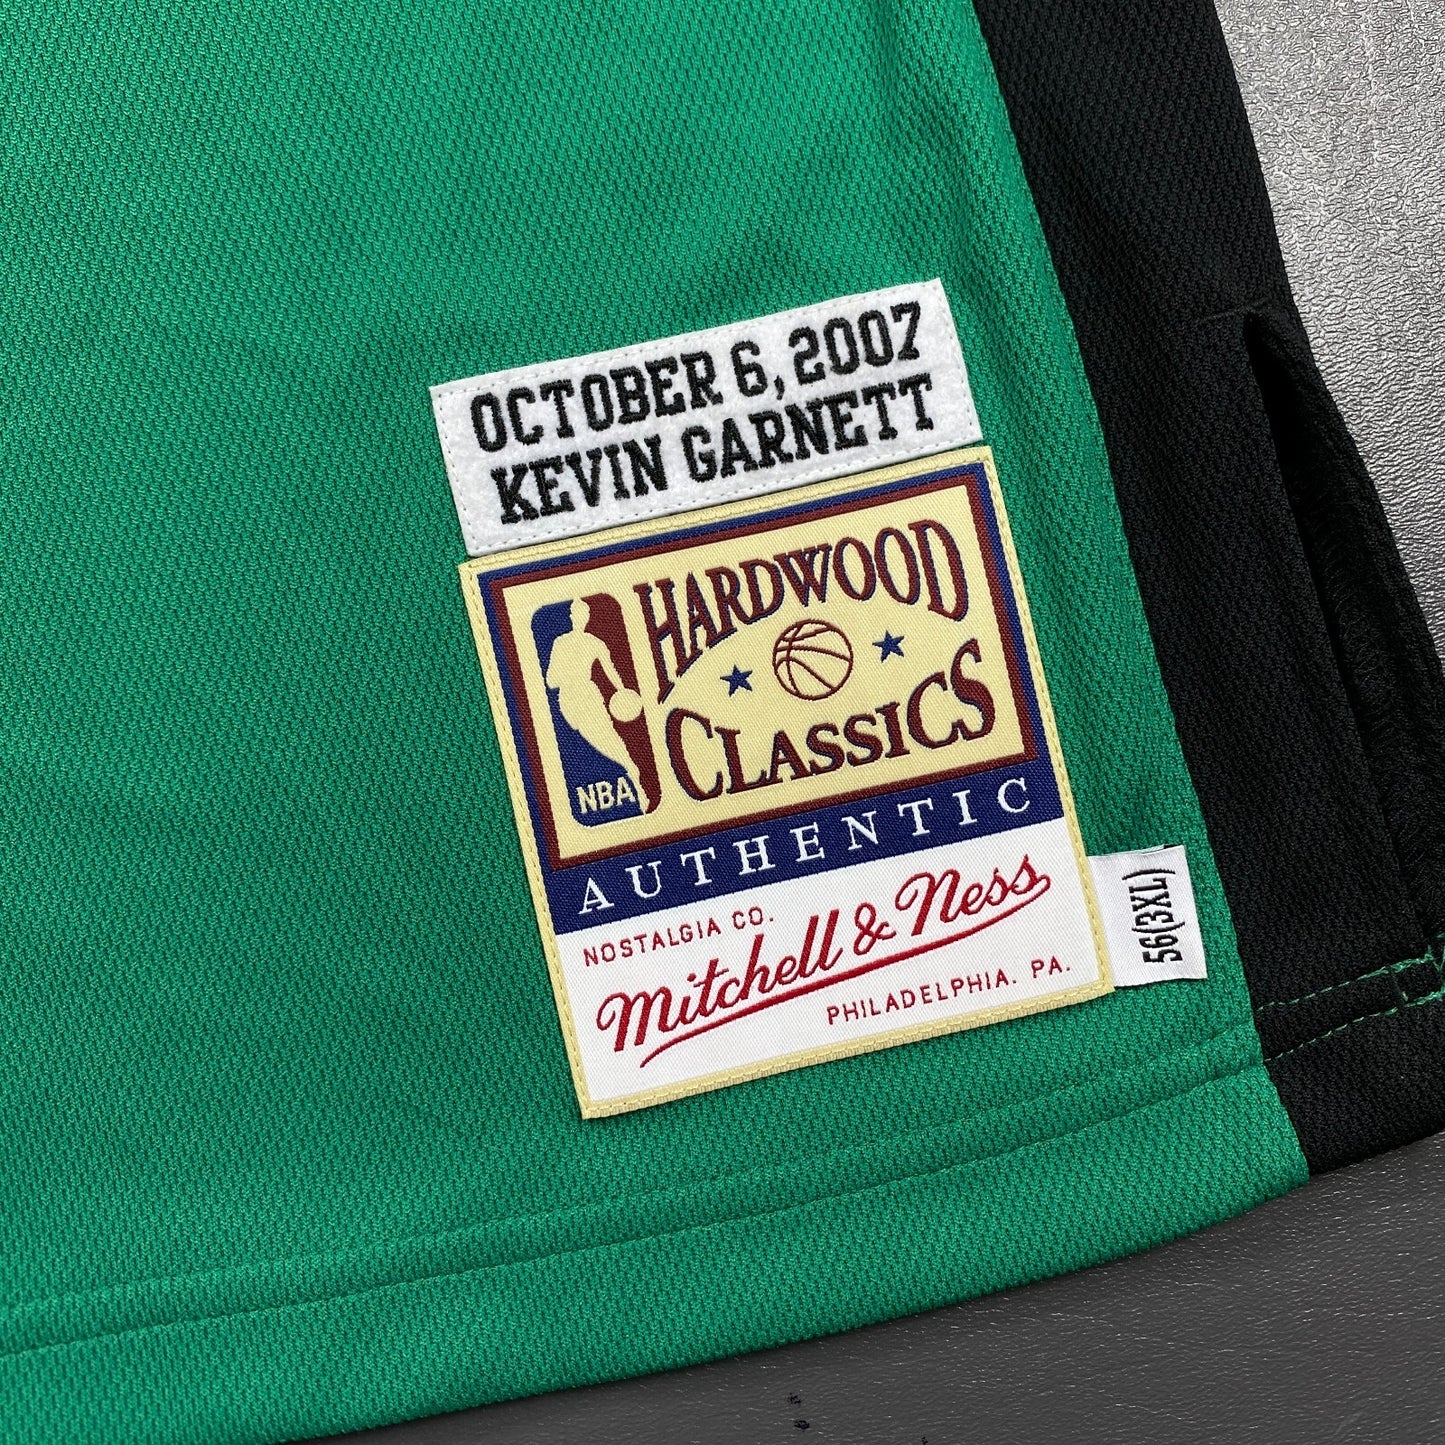 OCTOBER 6, 2007
KEVIN GARNETT
HARDWOOD
CLASSICS
NBA
AUTHENTIC
NOSTALGIA CO.
Mitchell & Ness
PHILADELPHIA. PA.
56(3XL)